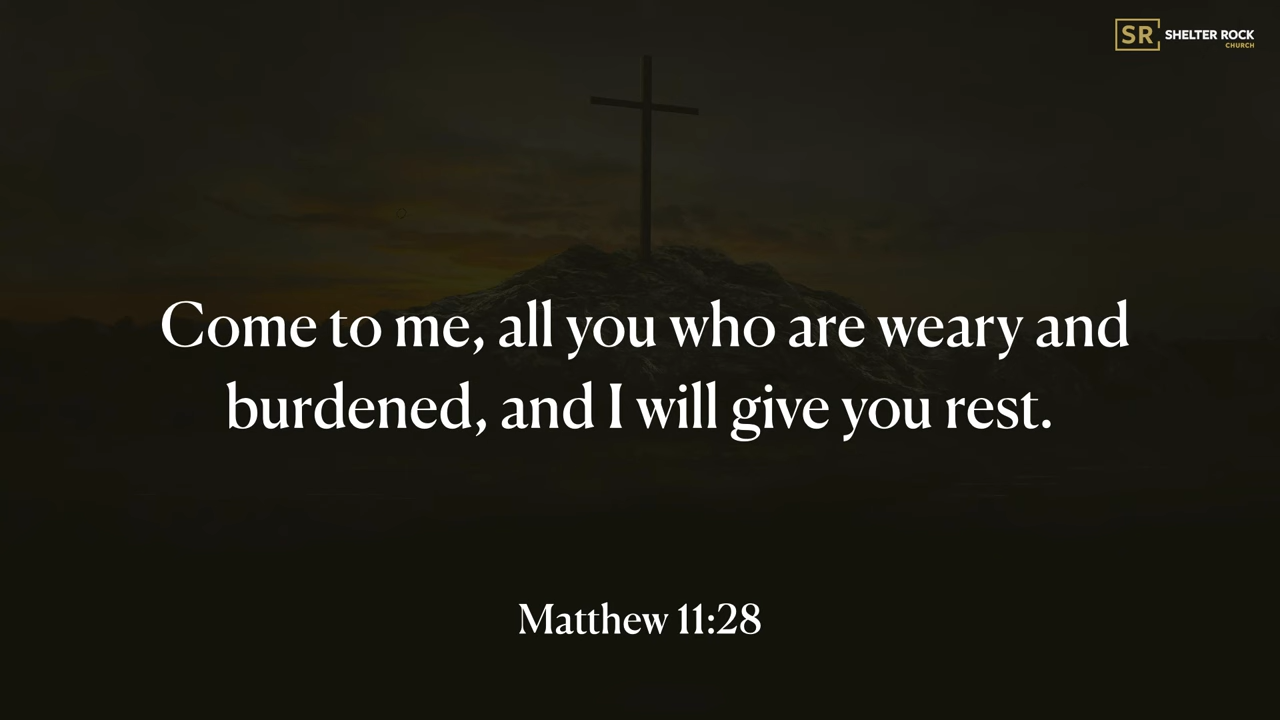 SR SHELTER ROCK
CHURCH
Come to me, all you who are weary and
burdened, and I will give you rest.
Matthew 11:28